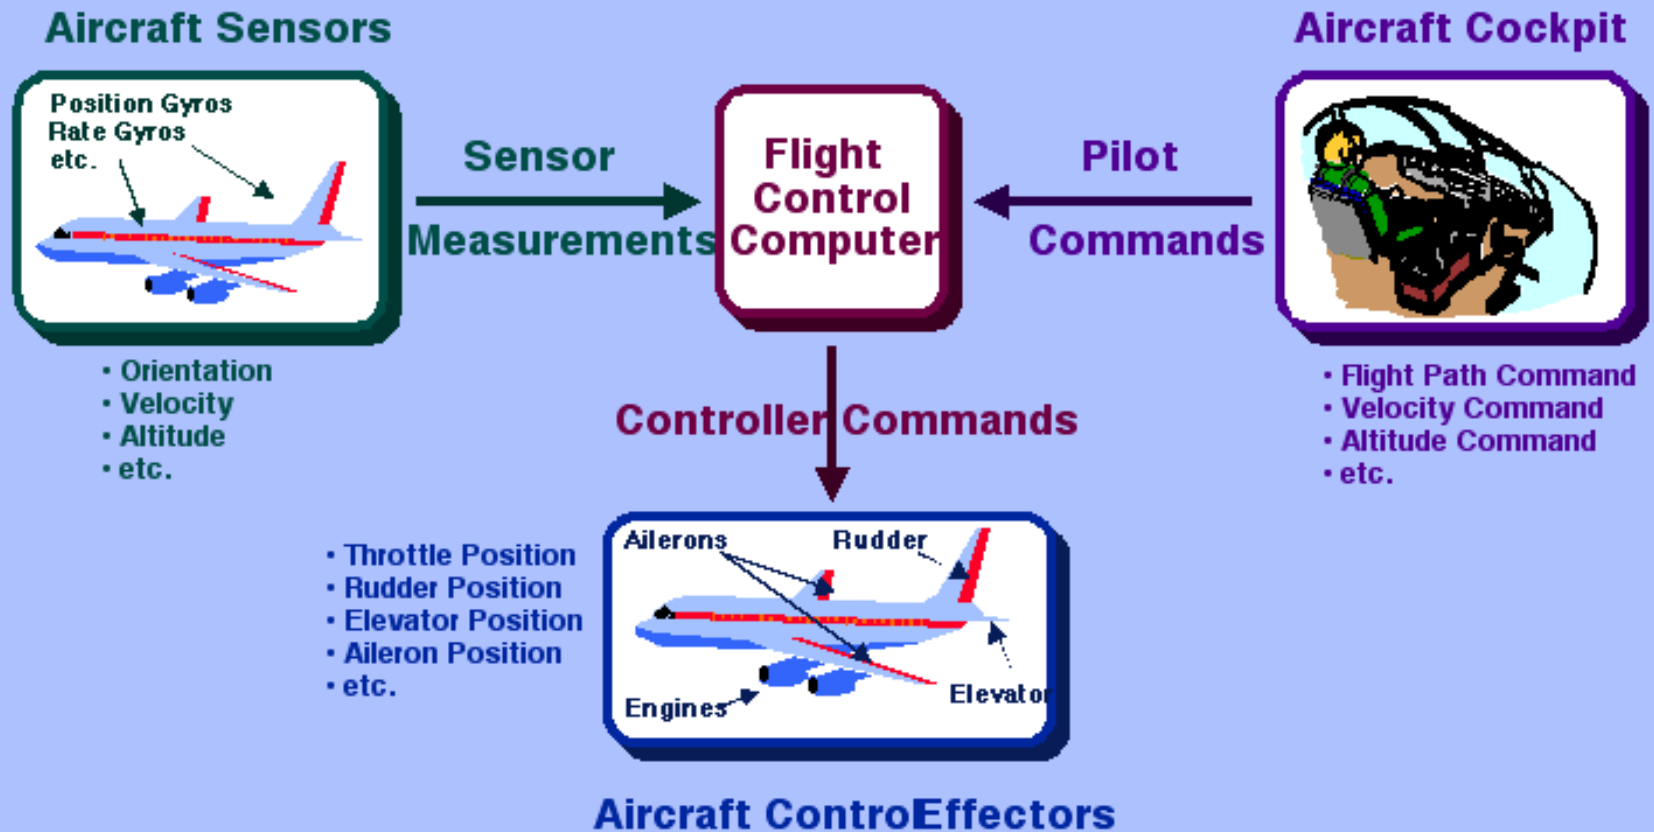 Aircraft Sensors
Position Gyros
Rate Gyros
etc.
• Orientation
• Velocity
• Altitude
• etc.
Sensor
Measurements
Flight
Control
Computer
Pilot
Commands
Aircraft Cockpit
• Flight Path Command
• Velocity Command
• Altitude Command
• etc.
Controller Commands
• Throttle Position
• Rudder Position
• Elevator Position
• Aileron Position
• etc.
Ailerons
Rudder
Engines
Elevator
Aircraft ControlEffectors